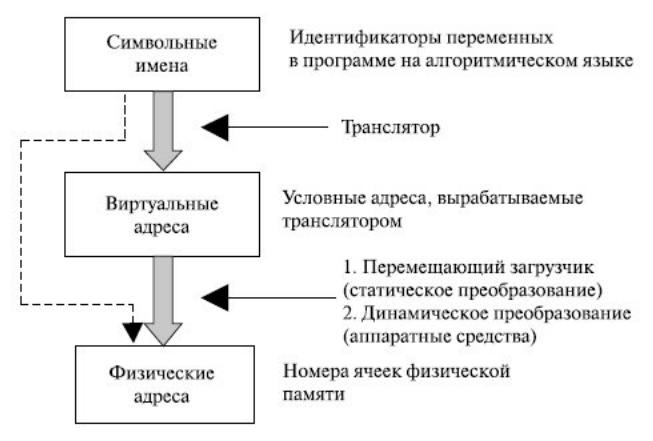 Символьные
имена
Идентификаторы переменных
в программе на алгоритмическом языке
Транслятор
Виртуальные
адреса
Условные адреса, вырабатываемые
транслятором
1. Перемещающий загрузчик
(статическое преобразование)
2. Динамическое преобразование
(аппаратные средства)
Физические
адреса
Номера ячеек физической
памяти